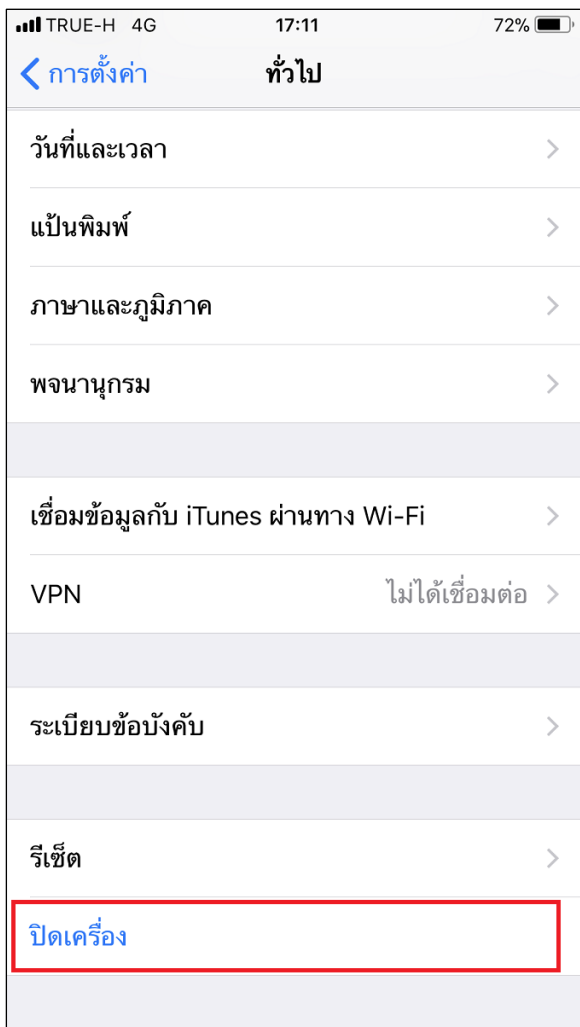 TRUE-H 4G 17:11 72%
การตั้งค่า ทั่วไป
วันที่และเวลา
แป้นพิมพ์
ภาษาและภูมิภาค
พจนานุกรม
เชื่อมข้อมูลกับ iTunes ผ่านทาง Wi-Fi
VPN ไม่ได้เชื่อมต่อ
ระเบียบข้อบังคับ
รีเซ็ต
ปิดเครื่อง